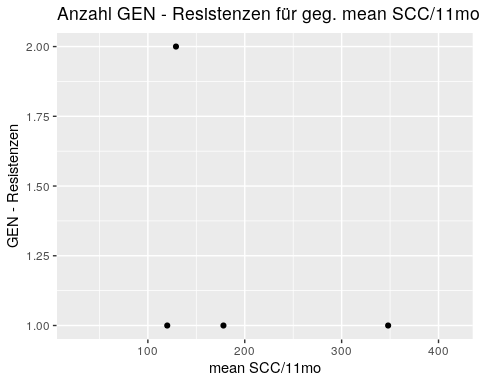 Anzahl GEN - Resistenzen für geg. mean SCC/11mo
2.00
1.75
1.50
1.25
1.00
GEN - Resistenzen
100 200 300 400
mean SCC/11mo